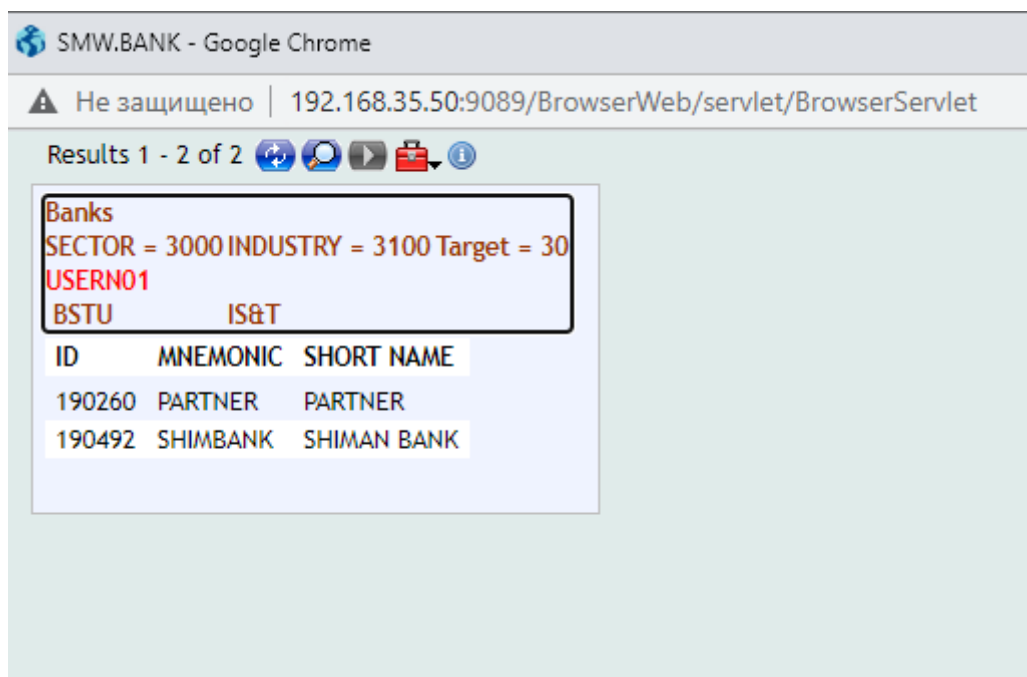 SMW.BANK - Google Chrome
Не защищено | 192.168.35.50:9089/BrowserWeb/servlet/BrowserServlet
Results 1 - 2 of 2
Banks
SECTOR = 3000 INDUSTRY = 3100 Target = 30
USERN01
BSTU IS&T
ID MNEMONIC SHORT NAME
190260 PARTNER PARTNER
190492 SHIMBANK SHIMAN BANK